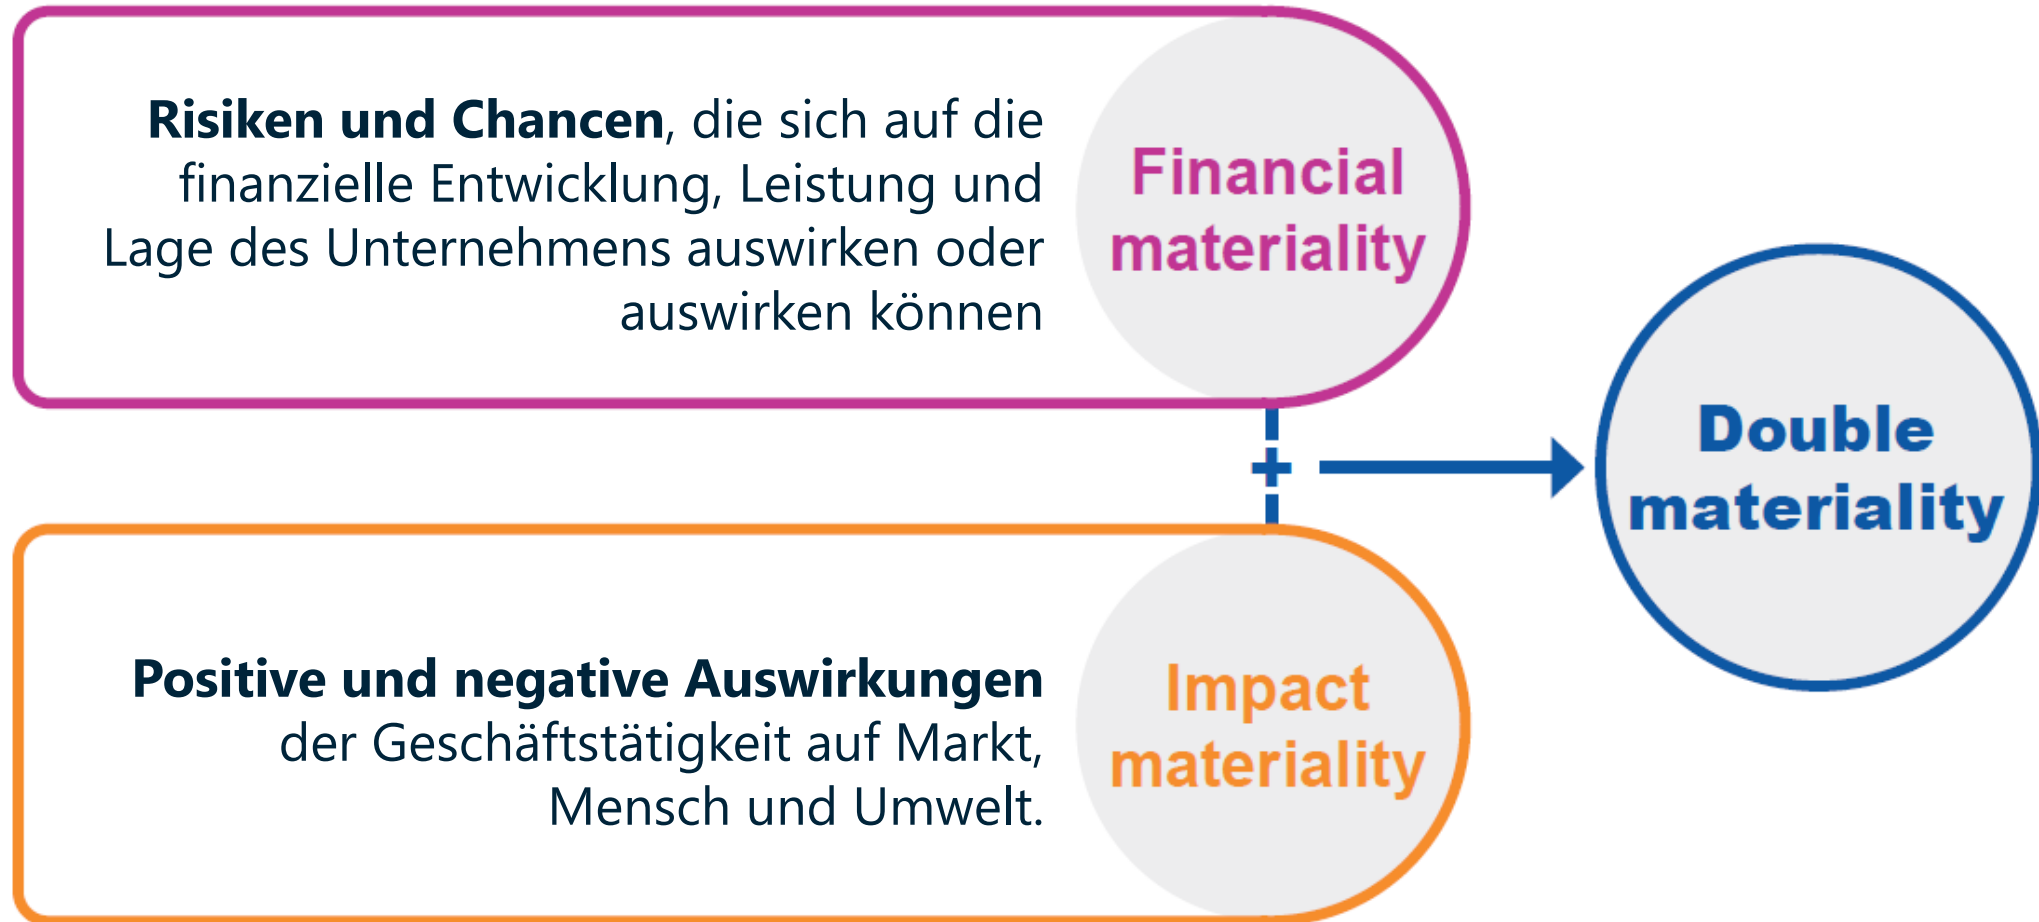 Risiken und Chancen, die sich auf die
finanzielle Entwicklung, Leistung und
Lage des Unternehmens auswirken oder
auswirken können
Financial
materiality
+
Double
materiality
Positive und negative Auswirkungen
der Geschäftstätigkeit auf Markt,
Mensch und Umwelt.
Impact
materiality